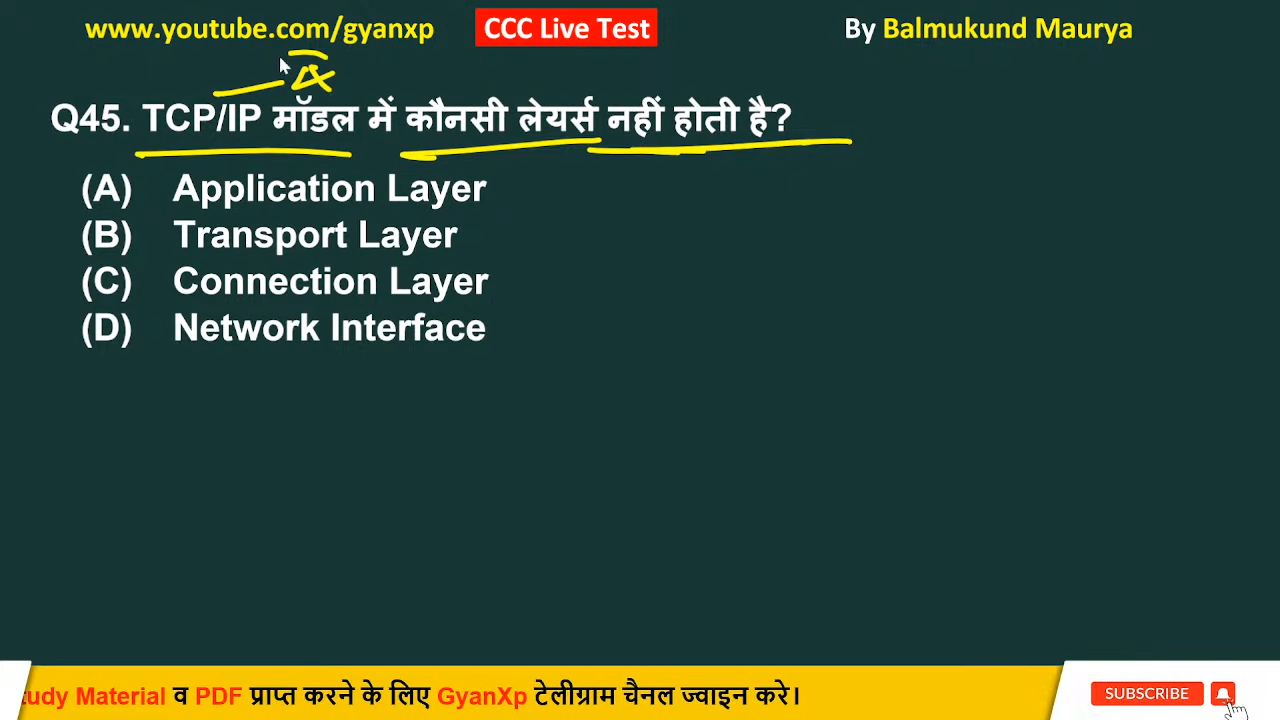 www.youtube.com/gyanxp CCC Live Test By Balmukund Maurya
Q45. TCP/IP मॉडल में कौनसी लेयर्स नहीं होती है?
(A) Application Layer
(B) Transport Layer
(C) Connection Layer
(D) Network Interface
tudy Material व PDF प्राप्त करने के लिए GyanXp टेलीग्राम चैनल ज्वाइन करे।
SUBSCRIBE